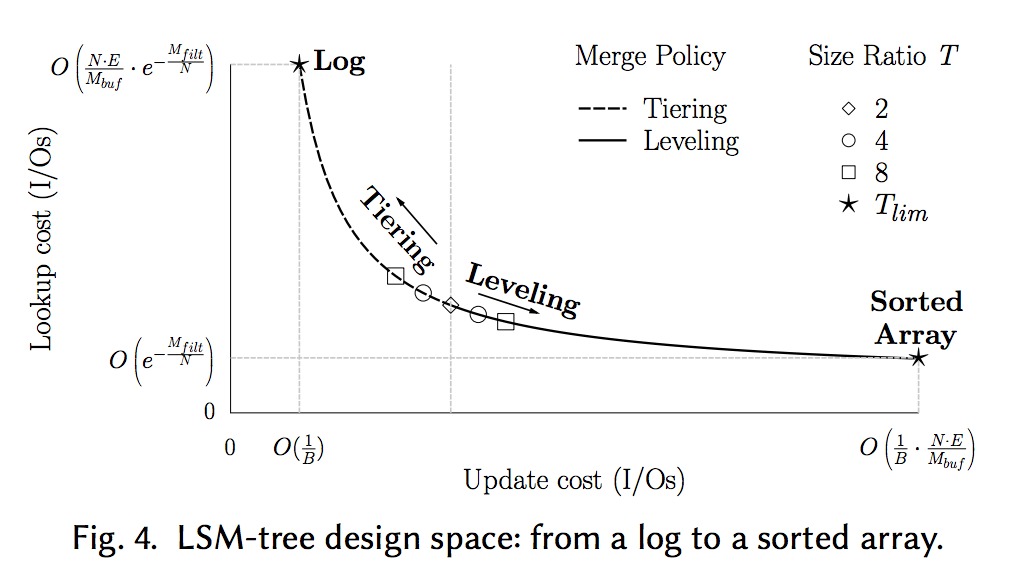 O(N·E/M_buf · e^{-M_filt/N})
Log
Merge Policy
Size Ratio T
Tiering
2
Leveling
4
8
T_lim
Lookup cost (I/Os)
Tiering
Leveling
Sorted
Array
O(e^{-M_filt/N})
0
0
O(1/B)
O(1/B · N·E/M_buf)
Update cost (I/Os)
Fig. 4. LSM-tree design space: from a log to a sorted array.